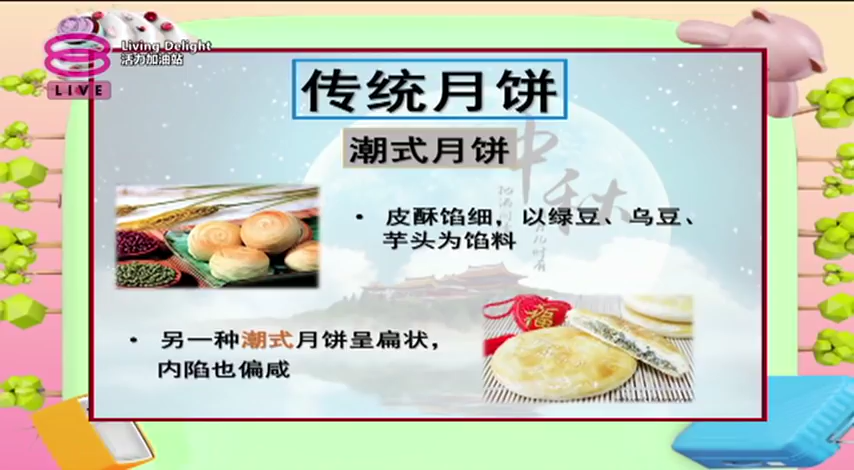 Living Delight
活力加油站
LIVE
传统月饼
潮式月饼
中秋
• 皮酥馅细，以绿豆、乌豆、
芋头为馅料
福
• 另一种潮式月饼呈扁状，
内陷也偏咸